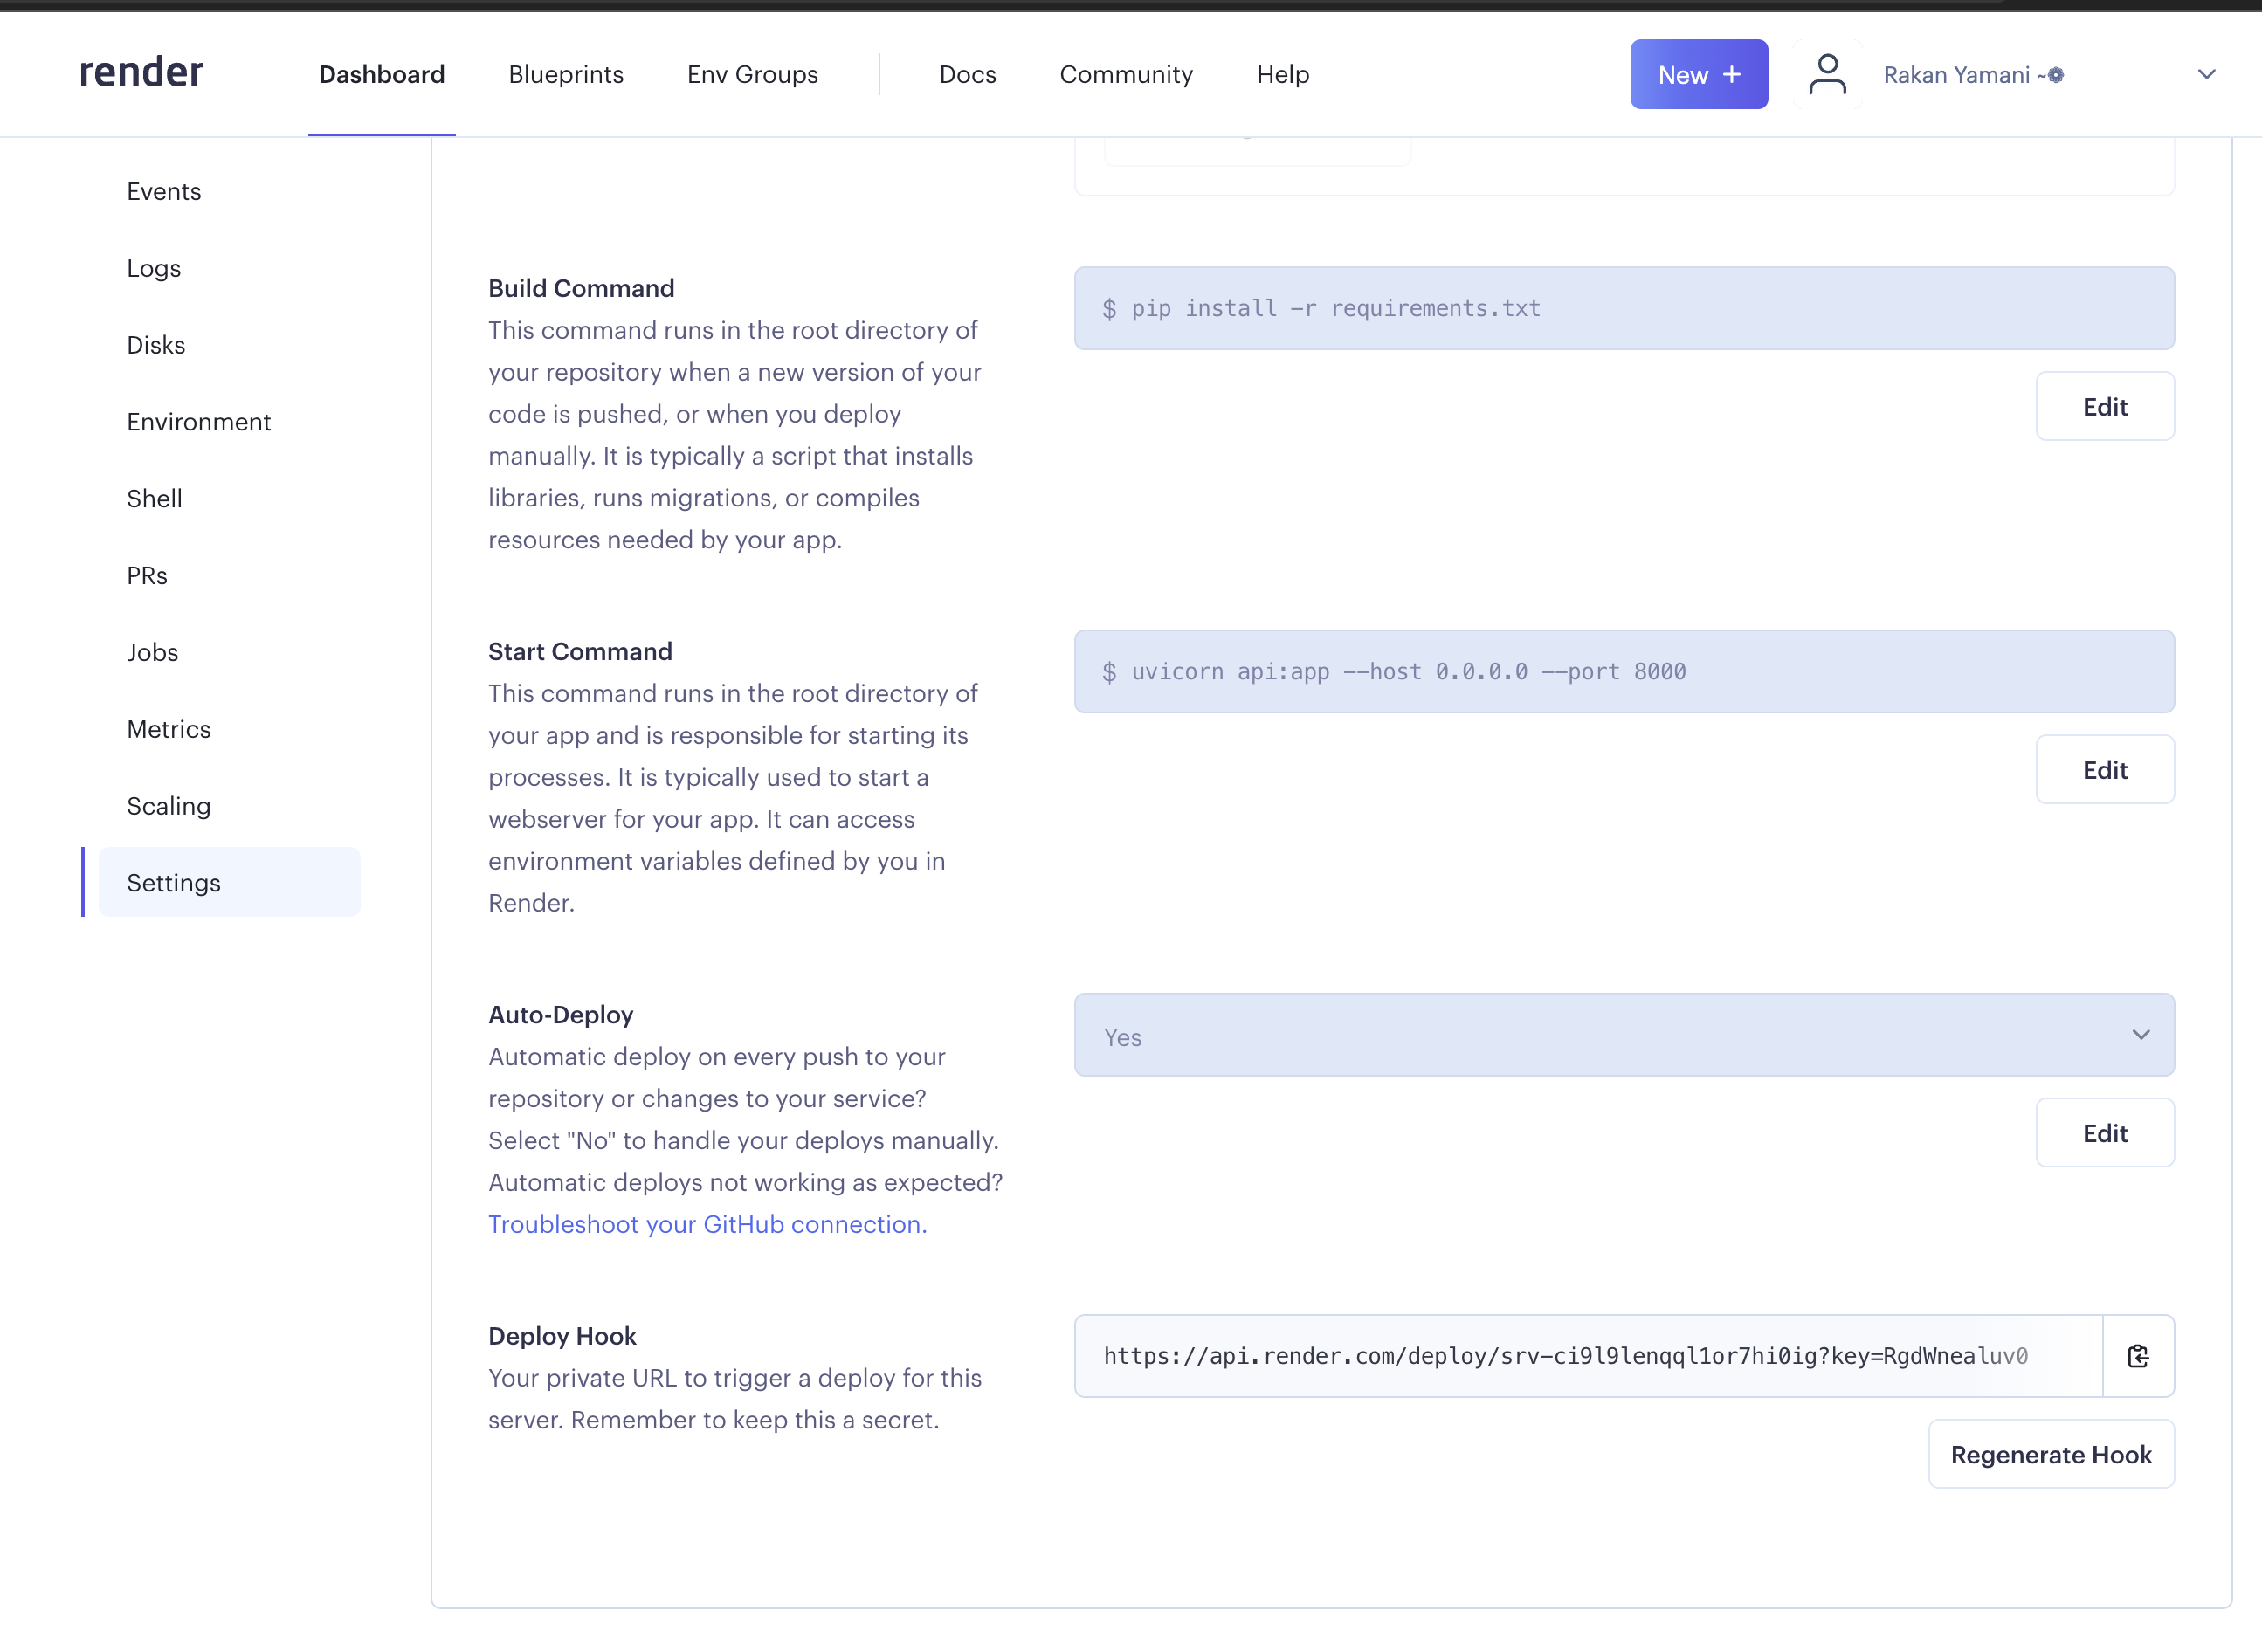 render
Dashboard
Blueprints
Env Groups
Docs
Community
Help
New +
Rakan Yamani ~❁
Events
Logs
Disks
Environment
Shell
PRs
Jobs
Metrics
Scaling
Settings
Build Command
This command runs in the root directory of
your repository when a new version of your
code is pushed, or when you deploy
manually. It is typically a script that installs
libraries, runs migrations, or compiles
resources needed by your app.
$ pip install -r requirements.txt
Edit
Start Command
This command runs in the root directory of
your app and is responsible for starting its
processes. It is typically used to start a
webserver for your app. It can access
environment variables defined by you in
Render.
$ uvicorn api:app --host 0.0.0.0 --port 8000
Edit
Auto-Deploy
Automatic deploy on every push to your
repository or changes to your service?
Select "No" to handle your deploys manually.
Automatic deploys not working as expected?
Troubleshoot your GitHub connection.
Yes
Edit
Deploy Hook
Your private URL to trigger a deploy for this
server. Remember to keep this a secret.
https://api.render.com/deploy/srv-ci9l9lenqql1or7hi0ig?key=RgdWnealuv0
Regenerate Hook